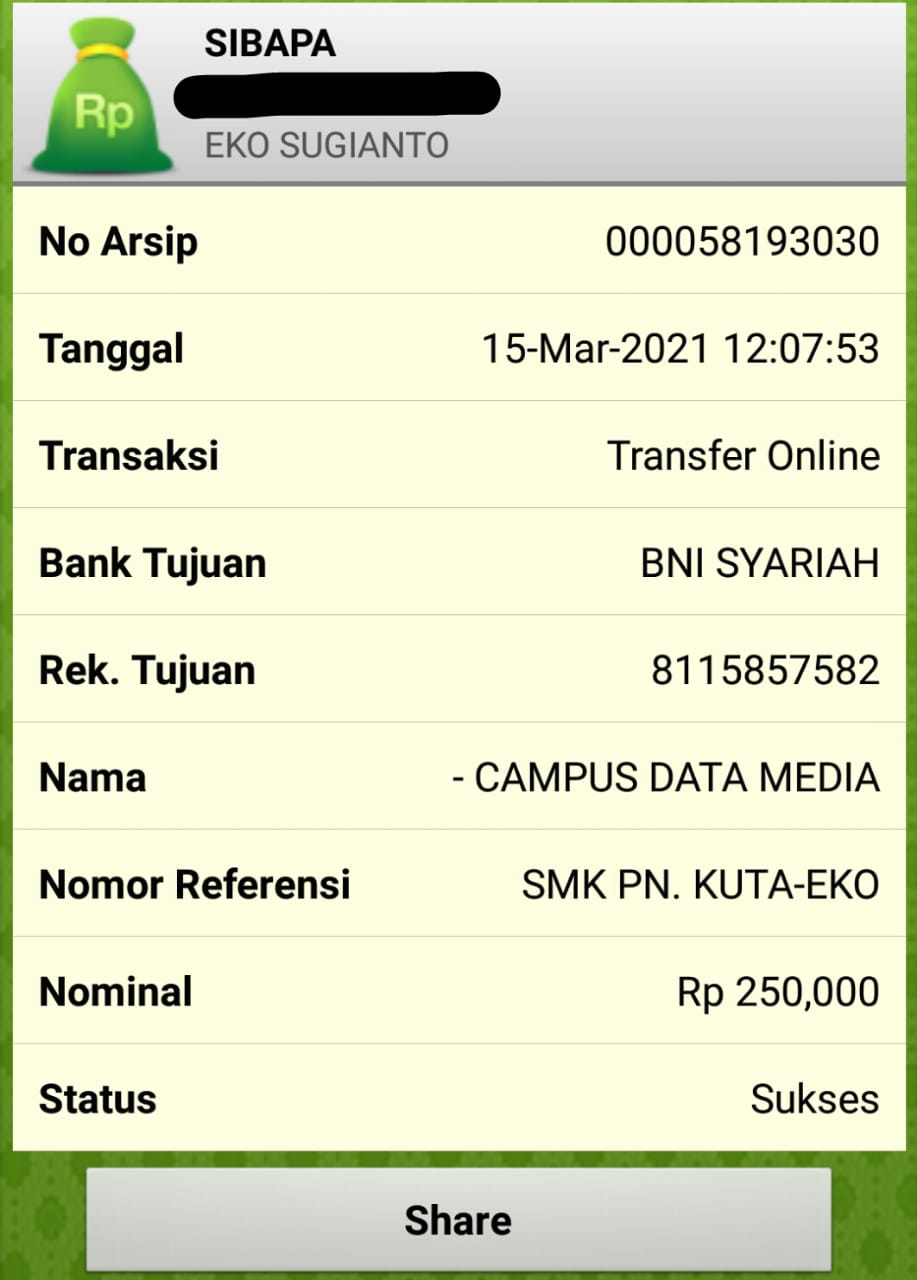 SIBAPA
Rp
EKO SUGIANTO
No Arsip 000058193030
Tanggal 15-Mar-2021 12:07:53
Transaksi Transfer Online
Bank Tujuan BNI SYARIAH
Rek. Tujuan 8115857582
Nama - CAMPUS DATA MEDIA
Nomor Referensi SMK PN. KUTA-EKO
Nominal Rp 250,000
Status Sukses
Share